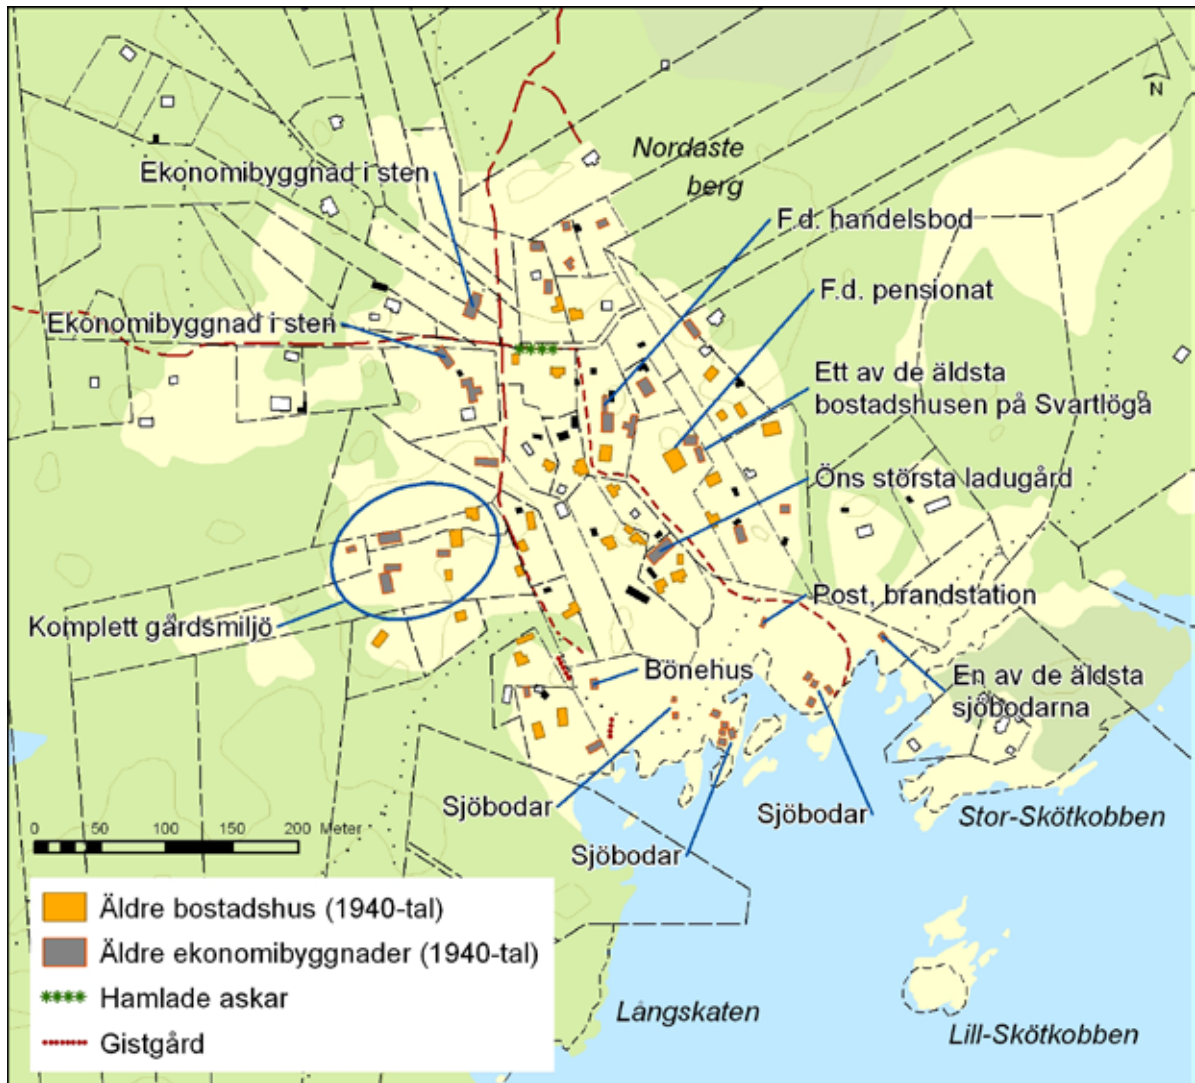 N
Nordaste
berg
Ekonomibyggnad i sten
F.d. handelsbod
F.d. pensionat
Ekonomibyggnad i sten
Ett av de äldsta
bostadshusen på Svartlöga
Öns största ladugård
Post, brandstation
Komplett gårdsmiljö
Bönehus
En av de äldsta
sjöbodarna
Sjöbodar
Sjöbodar
Sjöbodar
Stor-Skötkobben
0 50 100 150 200 Meter
Äldre bostadshus (1940-tal)
Äldre ekonomibyggnader (1940-tal)
Hamlade askar
Gistgård
Långskaten
Lill-Skötkobben